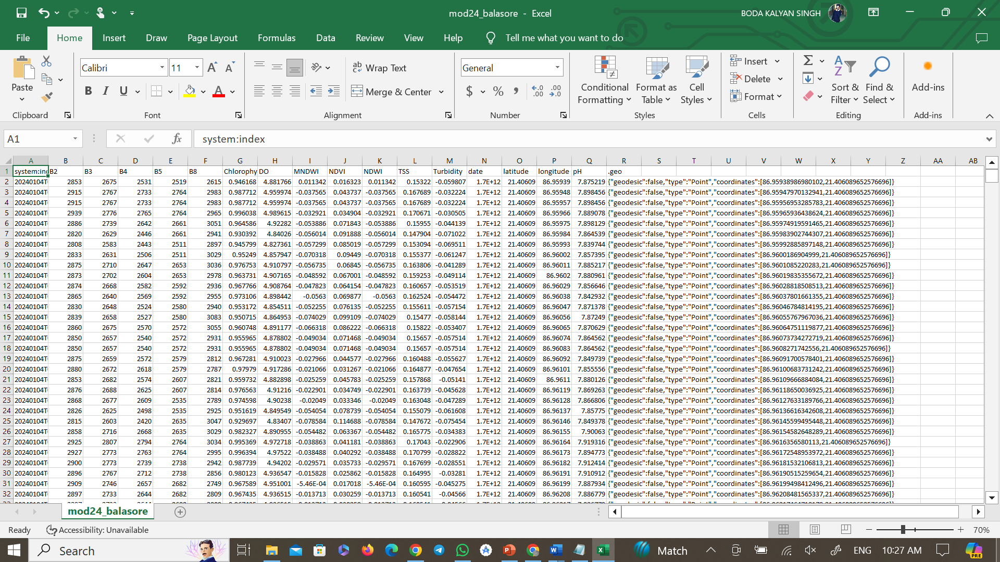 mod24_balasore - Excel
BODA KALYAN SINGH
File Home Insert Draw Page Layout Formulas Data Review View Help Tell me what you want to do
Paste
Clipboard
Calibri 11
B I U
Font
Wrap Text
Merge & Center
Alignment
General
$ % ,
Number
Conditional Formatting
Format as Table
Cell Styles
Styles
Insert
Delete
Format
Cells
Sort & Filter
Find & Select
Editing
Add-ins
Add-ins
A1 fx system:index
A B C D E F G H I J K L M N O P Q R S T U V W X Y Z AA AB
1 system:ind B2 B3 B4 B5 B8 Chlorophy DO MNDWI NDVI NDWI TSS Turbidity date latitude longitude pH .geo
2 20240104T 2853 2675 2531 2519 2615 0.946168 4.881766 0.011342 0.016323 0.011342 0.15322 -0.059807 1.7E+12 21.40609 86.95939 7.875219 {"geodesic":false,"type":"Point","coordinates":[86.95938986980102,21.406089652576696]}
3 20240104T 2915 2767 2733 2764 2983 0.987712 4.959974 -0.037565 0.043737 -0.037565 0.167689 -0.032224 1.7E+12 21.40609 86.95948 7.898456 {"geodesic":false,"type":"Point","coordinates":[86.95947970132941,21.406089652576696]}
4 20240104T 2915 2767 2733 2764 2983 0.987712 4.959974 -0.037565 0.043737 -0.037565 0.167689 -0.032224 1.7E+12 21.40609 86.95957 7.898456 {"geodesic":false,"type":"Point","coordinates":[86.95956953285783,21.406089652576696]}
5 20240104T 2939 2776 2765 2764 2965 0.996038 4.989615 -0.032921 0.034904 -0.032921 0.170671 -0.030505 1.7E+12 21.40609 86.95966 7.889078 {"geodesic":false,"type":"Point","coordinates":[86.95965936438624,21.406089652576696]}
6 20240104T 2886 2739 2642 2661 3051 0.964586 4.92282 -0.053886 0.071843 -0.053886 0.15955 -0.044139 1.7E+12 21.40609 86.95975 7.898129 {"geodesic":false,"type":"Point","coordinates":[86.95974919591465,21.406089652576696]}
7 20240104T 2820 2629 2446 2661 2941 0.930392 4.84026 -0.056014 0.091888 -0.056014 0.147904 -0.071022 1.7E+12 21.40609 86.95984 7.864539 {"geodesic":false,"type":"Point","coordinates":[86.95983902744307,21.406089652576696]}
8 20240104T 2808 2583 2443 2511 2897 0.945799 4.827361 -0.057299 0.085019 -0.057299 0.153094 -0.069511 1.7E+12 21.40609 86.95993 7.839744 {"geodesic":false,"type":"Point","coordinates":[86.95992885897148,21.406089652576696]}
9 20240104T 2833 2631 2506 2511 3029 0.95249 4.857947 -0.070318 0.09449 -0.070318 0.155377 -0.061247 1.7E+12 21.40609 86.96002 7.857395 {"geodesic":false,"type":"Point","coordinates":[86.9600186904999,21.406089652576696]}
10 20240104T 2875 2710 2647 2653 3036 0.976753 4.910797 -0.056735 0.06845 -0.056735 0.163806 -0.041289 1.7E+12 21.40609 86.96011 7.885217 {"geodesic":false,"type":"Point","coordinates":[86.9601085220283,21.406089652576696]}
11 20240104T 2873 2702 2604 2653 2978 0.963731 4.907165 -0.048592 0.067001 -0.048592 0.159253 -0.049114 1.7E+12 21.40609 86.9602 7.880961 {"geodesic":false,"type":"Point","coordinates":[86.96019835355672,21.406089652576696]}
12 20240104T 2874 2668 2582 2592 2936 0.967766 4.908764 -0.047823 0.064154 -0.047823 0.160657 -0.053519 1.7E+12 21.40609 86.96029 7.856646 {"geodesic":false,"type":"Point","coordinates":[86.96028818508513,21.406089652576696]}
13 20240104T 2865 2640 2569 2592 2955 0.973106 4.898442 -0.0563 0.069877 -0.0563 0.162524 -0.054472 1.7E+12 21.40609 86.96038 7.842932 {"geodesic":false,"type":"Point","coordinates":[86.96037801661355,21.406089652576696]}
14 20240104T 2830 2648 2524 2580 2940 0.953172 4.854511 -0.052255 0.076135 -0.052255 0.155611 -0.057154 1.7E+12 21.40609 86.96047 7.871378 {"geodesic":false,"type":"Point","coordinates":[86.96046784814195,21.406089652576696]}
15 20240104T 2839 2658 2527 2580 3083 0.950715 4.864953 -0.074029 0.099109 -0.074029 0.15477 -0.058144 1.7E+12 21.40609 86.96056 7.87249 {"geodesic":false,"type":"Point","coordinates":[86.96055767967036,21.406089652576696]}
16 20240104T 2860 2675 2570 2572 3055 0.960748 4.891177 -0.066318 0.086222 -0.066318 0.15822 -0.053407 1.7E+12 21.40609 86.96065 7.870629 {"geodesic":false,"type":"Point","coordinates":[86.96064751119877,21.406089652576696]}
17 20240104T 2850 2657 2540 2572 2931 0.955965 4.878802 -0.049034 0.071468 -0.049034 0.15657 -0.057514 1.7E+12 21.40609 86.96074 7.864562 {"geodesic":false,"type":"Point","coordinates":[86.96073734272719,21.406089652576696]}
18 20240104T 2850 2657 2540 2572 2931 0.955965 4.878802 -0.049034 0.071468 -0.049034 0.15657 -0.057514 1.7E+12 21.40609 86.96083 7.864562 {"geodesic":false,"type":"Point","coordinates":[86.9608271742556,21.406089652576696]}
19 20240104T 2875 2659 2572 2579 2812 0.967281 4.910023 -0.027966 0.044577 -0.027966 0.160488 -0.055627 1.7E+12 21.40609 86.96092 7.849739 {"geodesic":false,"type":"Point","coordinates":[86.96091700578401,21.406089652576696]}
20 20240104T 2880 2672 2618 2579 2787 0.97979 4.917286 -0.021066 0.031267 -0.021066 0.164877 -0.047654 1.7E+12 21.40609 86.96101 7.855556 {"geodesic":false,"type":"Point","coordinates":[86.96100683731242,21.406089652576696]}
21 20240104T 2853 2682 2574 2607 2821 0.959732 4.882898 -0.025259 0.045783 -0.025259 0.157868 -0.05141 1.7E+12 21.40609 86.9611 7.880126 {"geodesic":false,"type":"Point","coordinates":[86.96109666884084,21.406089652576696]}
22 20240104T 2876 2688 2625 2607 2814 0.976563 4.91216 -0.022901 0.034749 -0.022901 0.163739 -0.045628 1.7E+12 21.40609 86.96119 7.869263 {"geodesic":false,"type":"Point","coordinates":[86.96118650036925,21.406089652576696]}
23 20240104T 2868 2677 2609 2535 2789 0.974598 4.90238 -0.02049 0.033346 -0.02049 0.163048 -0.047289 1.7E+12 21.40609 86.96128 7.866806 {"geodesic":false,"type":"Point","coordinates":[86.96127633189766,21.406089652576696]}
24 20240104T 2826 2625 2498 2535 2925 0.951619 4.849549 -0.054054 0.078739 -0.054054 0.155079 -0.061608 1.7E+12 21.40609 86.96137 7.85775 {"geodesic":false,"type":"Point","coordinates":[86.96136616342608,21.406089652576696]}
25 20240104T 2815 2603 2420 2635 3047 0.929697 4.83407 -0.078584 0.114688 -0.078584 0.147672 -0.075454 1.7E+12 21.40609 86.96146 7.849378 {"geodesic":false,"type":"Point","coordinates":[86.96145599495448,21.406089652576696]}
26 20240104T 2858 2716 2668 2635 3029 0.982327 4.890955 -0.054482 0.063367 -0.054482 0.165775 -0.034383 1.7E+12 21.40609 86.96155 7.90063 {"geodesic":false,"type":"Point","coordinates":[86.96154582648289,21.406089652576696]}
27 20240104T 2925 2807 2794 2764 3034 0.995369 4.972718 -0.038863 0.041181 -0.038863 0.17043 -0.022906 1.7E+12 21.40609 86.96164 7.919316 {"geodesic":false,"type":"Point","coordinates":[86.9616356580113,21.406089652576696]}
28 20240104T 2927 2773 2763 2764 2995 0.996394 4.97522 -0.038488 0.040292 -0.038488 0.170799 -0.028822 1.7E+12 21.40609 86.96173 7.894773 {"geodesic":false,"type":"Point","coordinates":[86.96172548953972,21.406089652576696]}
29 20240104T 2900 2773 2739 2738 2942 0.987739 4.94202 -0.029571 0.035733 -0.029571 0.167699 -0.028551 1.7E+12 21.40609 86.96182 7.912414 {"geodesic":false,"type":"Point","coordinates":[86.96181532106813,21.406089652576696]}
30 20240104T 2896 2767 2712 2738 2856 0.980123 4.936547 -0.015828 0.025862 -0.015828 0.164995 -0.03281 1.7E+12 21.40609 86.96191 7.910912 {"geodesic":false,"type":"Point","coordinates":[86.96190515259654,21.406089652576696]}
31 20240104T 2909 2746 2657 2682 2749 0.967589 4.951001 -5.46E-04 0.017018 -5.46E-04 0.160595 -0.045275 1.7E+12 21.40609 86.96199 7.887934 {"geodesic":false,"type":"Point","coordinates":[86.96199498412496,21.406089652576696]}
32 20240104T 2897 2733 2644 2682 2809 0.967435 4.936515 -0.013713 0.030259 -0.013713 0.160541 -0.04566 1.7E+12 21.40609 86.96208 7.886779 {"geodesic":false,"type":"Point","coordinates":[86.96208481565337,21.406089652576696]}
mod24_balasore
Ready Accessibility: Unavailable 70%
Search Match ENG 10:27 AM PRE